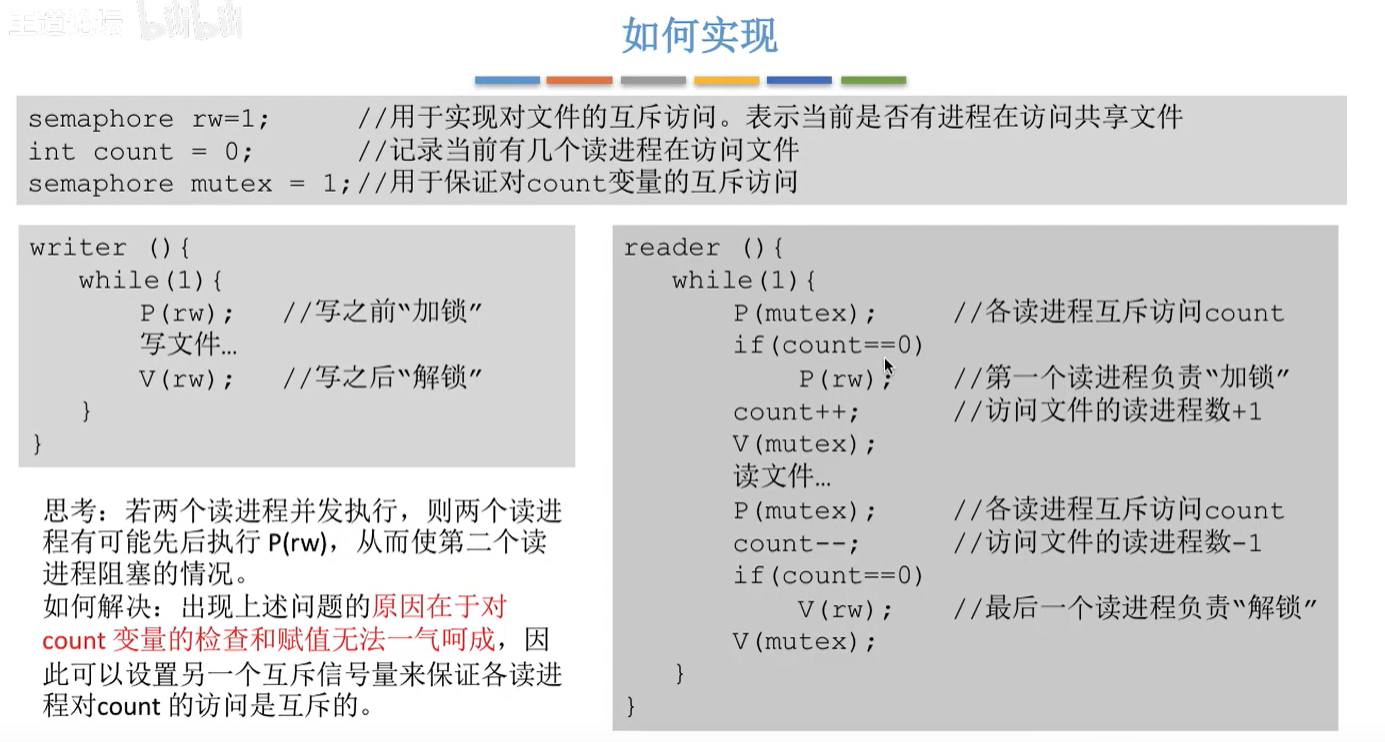 王道论坛 bilibili
如何实现
semaphore rw=1; //用于实现对文件的互斥访问。表示当前是否有进程在访问共享文件
int count = 0; //记录当前有几个读进程在访问文件
semaphore mutex = 1;//用于保证对count变量的互斥访问
writer (){
while(1){
P(rw); //写之前“加锁”
写文件…
V(rw); //写之后“解锁”
}
}
思考：若两个读进程并发执行，则两个读进
程有可能先后执行 P(rw)，从而使第二个读
进程阻塞的情况。
如何解决：出现上述问题的原因在于对
count 变量的检查和赋值无法一气呵成，因
此可以设置另一个互斥信号量来保证各读进
程对count 的访问是互斥的。
reader (){
while(1){
P(mutex); //各读进程互斥访问count
if(count==0)
P(rw); //第一个读进程负责“加锁”
count++; //访问文件的读进程数+1
V(mutex);
读文件…
P(mutex); //各读进程互斥访问count
count--; //访问文件的读进程数-1
if(count==0)
V(rw); //最后一个读进程负责“解锁”
V(mutex);
}
}